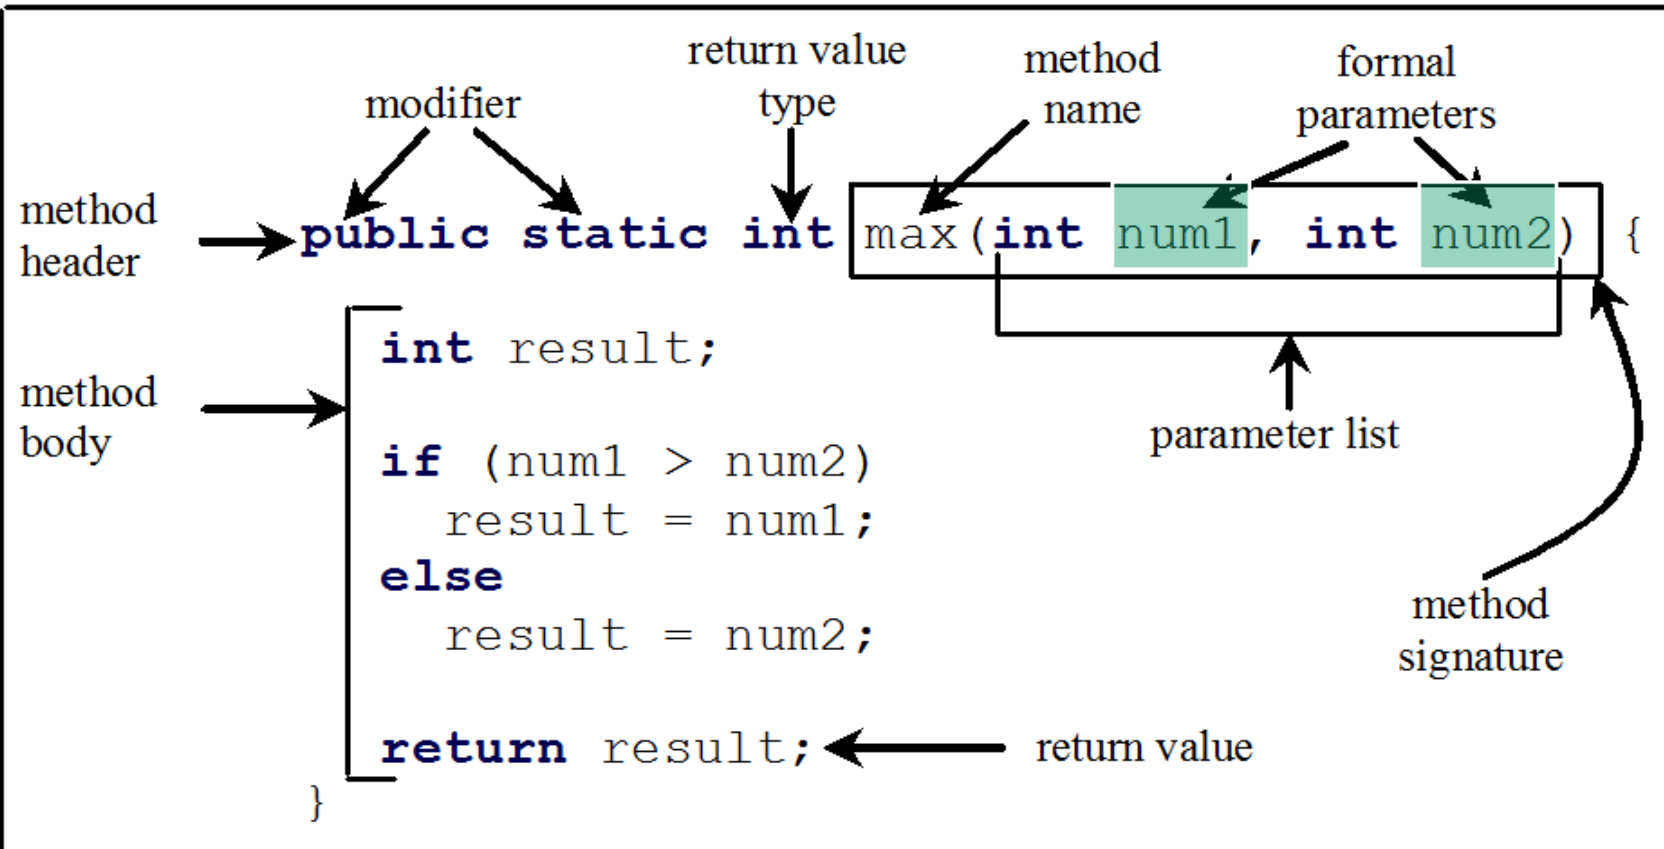 return value
type
method
name
formal
parameters
modifier
method
header
public static int max(int num1, int num2) {
int result;
method
body
parameter list
if (num1 > num2)
result = num1;
else
result = num2;
method
signature
return result;
return value
}